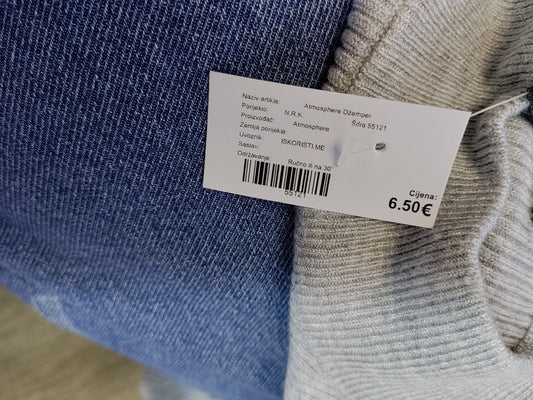 Naziv artikla Atmosphere Džemper
Porijeklo: N.R.K.
Proizvođač: Atmosphere Šifra 55121
Zemlja porijekla
Uvoznik: ISKORISTI.ME
Sastav:
Održavanje Ručno ili na 30°
55121
Cijena:
6.50€